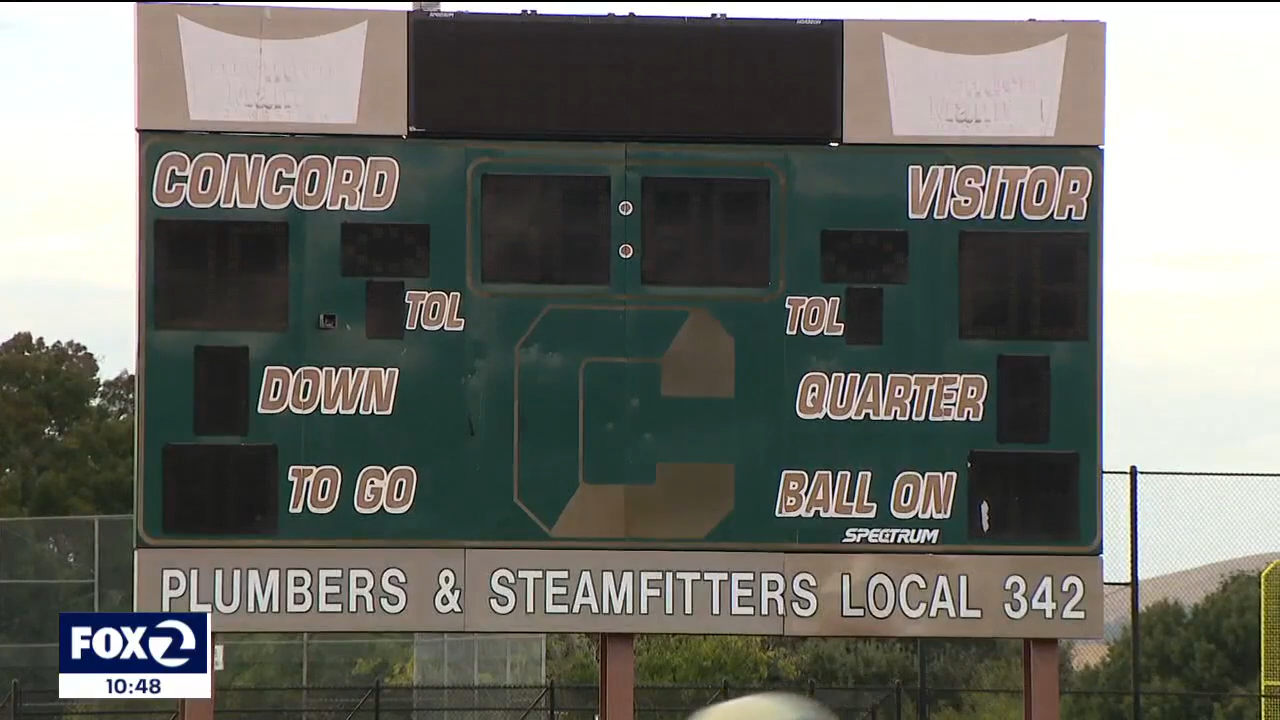 CONCORD
VISITOR
TOL
TOL
DOWN
QUARTER
TO GO
BALL ON
SPECTRUM
PLUMBERS & STEAMFITTERS LOCAL 342
FOX 2
10:48